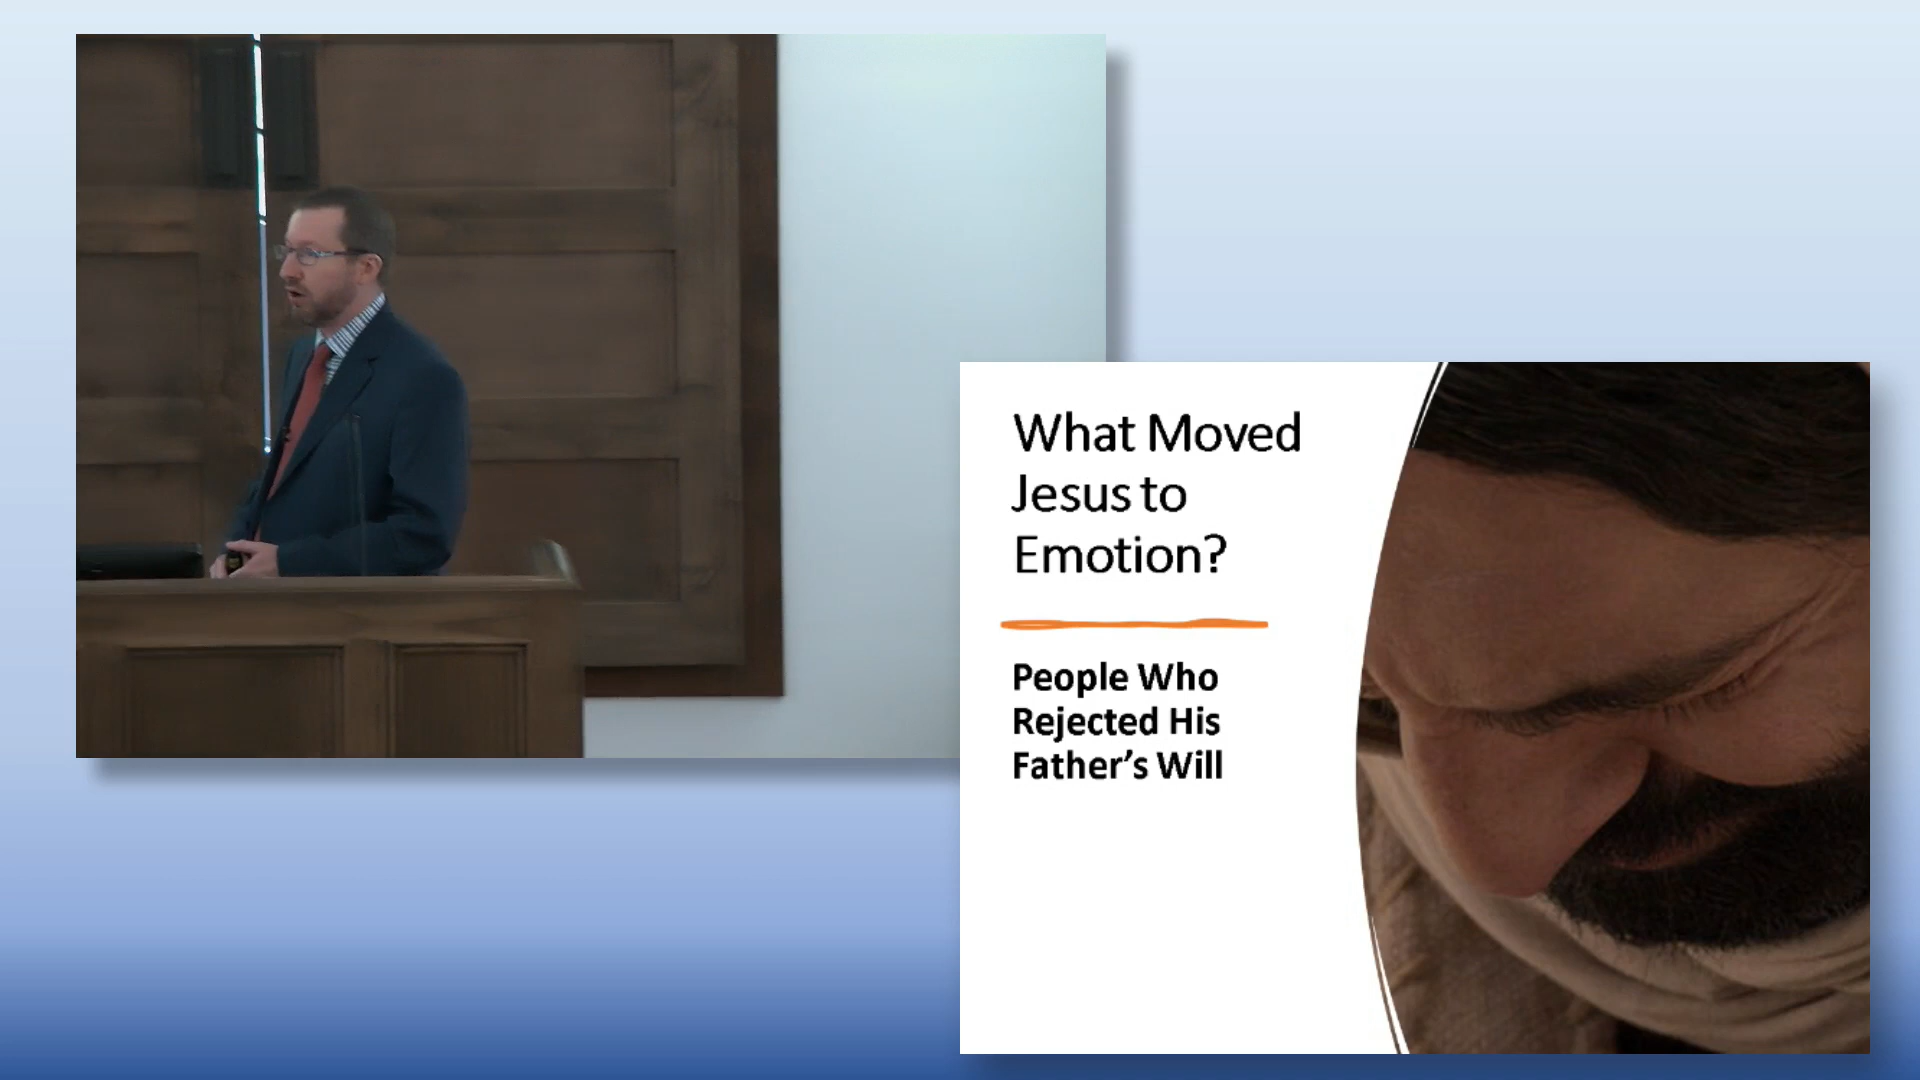 What Moved
Jesus to
Emotion?
People Who
Rejected His
Father’s Will